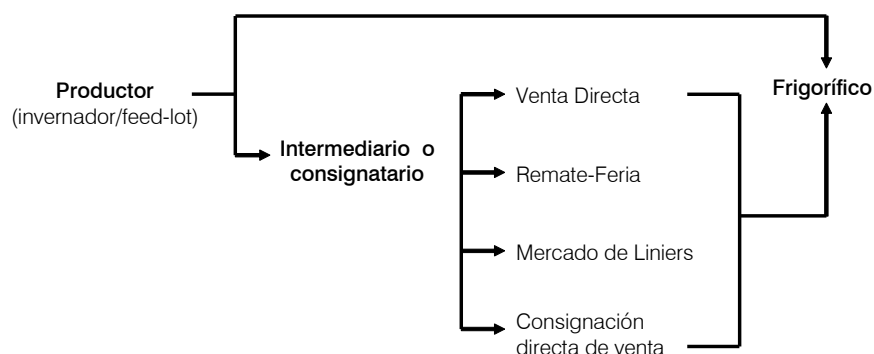 Productor
(invernador/feed-lot)
Intermediario o
consignatario
Venta Directa
Remate-Feria
Mercado de Liniers
Consignación
directa de venta
Frigorífico